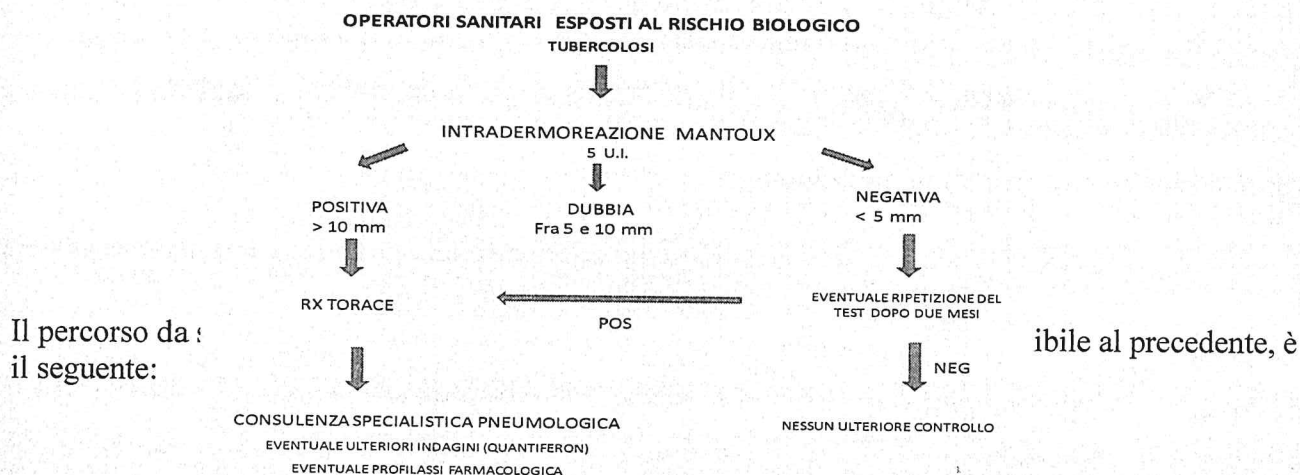 OPERATORI SANITARI ESPOSTI AL RISCHIO BIOLOGICO
TUBERCOLOSI
INTRADERMOREAZIONE MANTOUX
5 U.I.
POSITIVA
> 10 mm
DUBBIA
Fra 5 e 10 mm
NEGATIVA
< 5 mm
RX TORACE
POS
EVENTUALE RIPETIZIONE DEL
TEST DOPO DUE MESI
Il percorso da
ibile al precedente, è
il seguente:
NEG
CONSULENZA SPECIALISTICA PNEUMOLOGICA
EVENTUALE ULTERIORI INDAGINI (QUANTIFERON)
EVENTUALE PROFILASSI FARMACOLOGICA
NESSUN ULTERIORE CONTROLLO